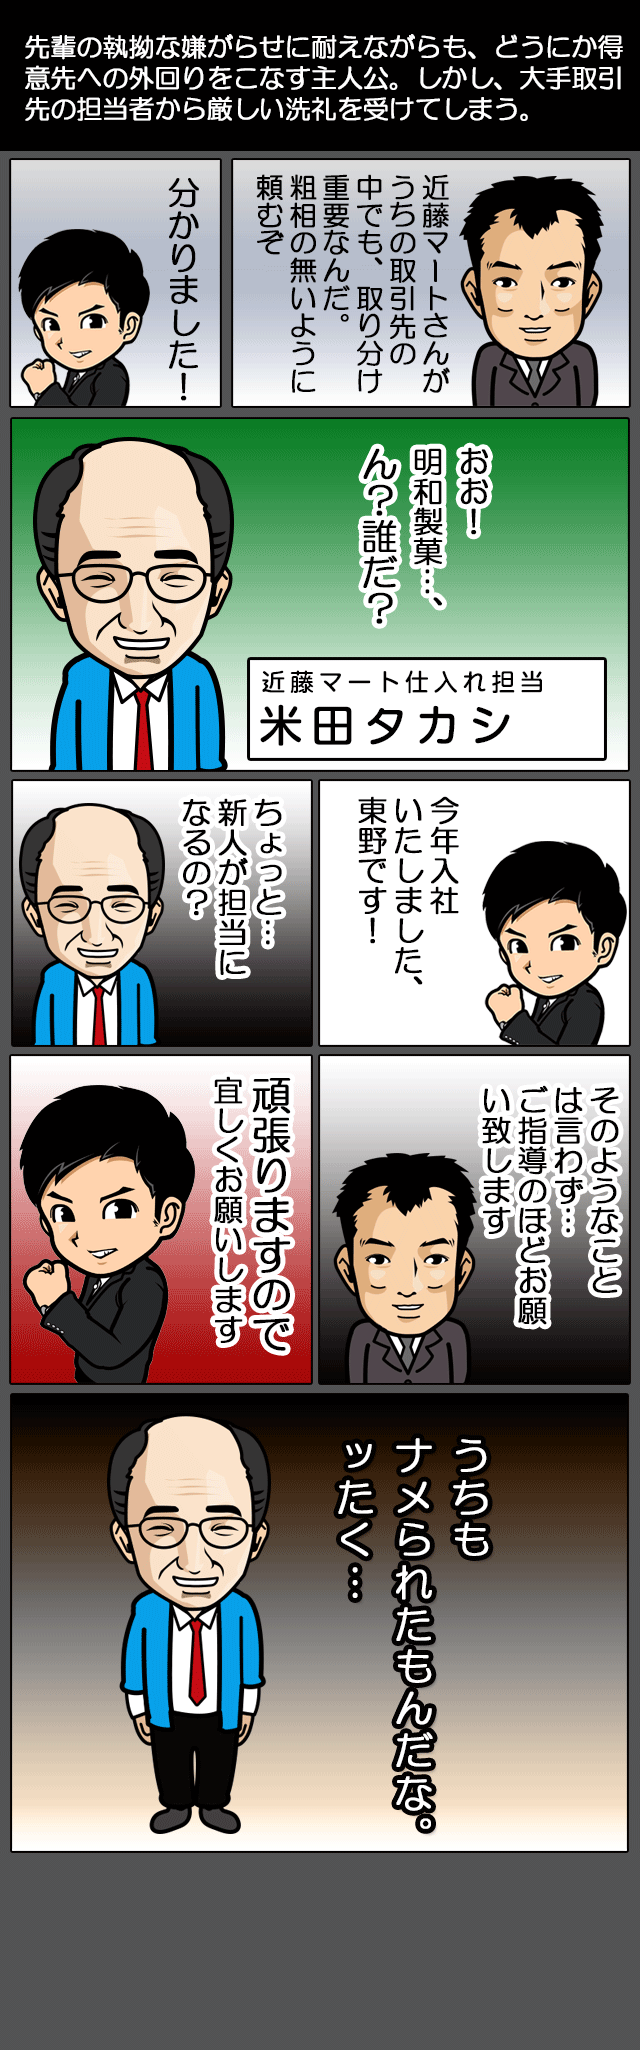 先輩の執拗な嫌がらせに耐えながらも、どうにか得
意先への外回りをこなす主人公。しかし、大手取引
先の担当者から厳しい洗礼を受けてしまう。
近藤マートさんが
うちの取引先の
中でも、取り分け
重要なんだ。
粗相の無いように
頼むぞ
分かりました！
おお！
明和製菓…、
ん？誰だ？
近藤マート仕入れ担当
米田タカシ
今年入社
いたしました、
東野です！
ちょっと…
新人が担当に
なるの？
そのようなこと
は言わず…
ご指導のほどお願
い致します
頑張りますので
宜しくお願いします
うちも
ナメられたもんだな。
ッたく…